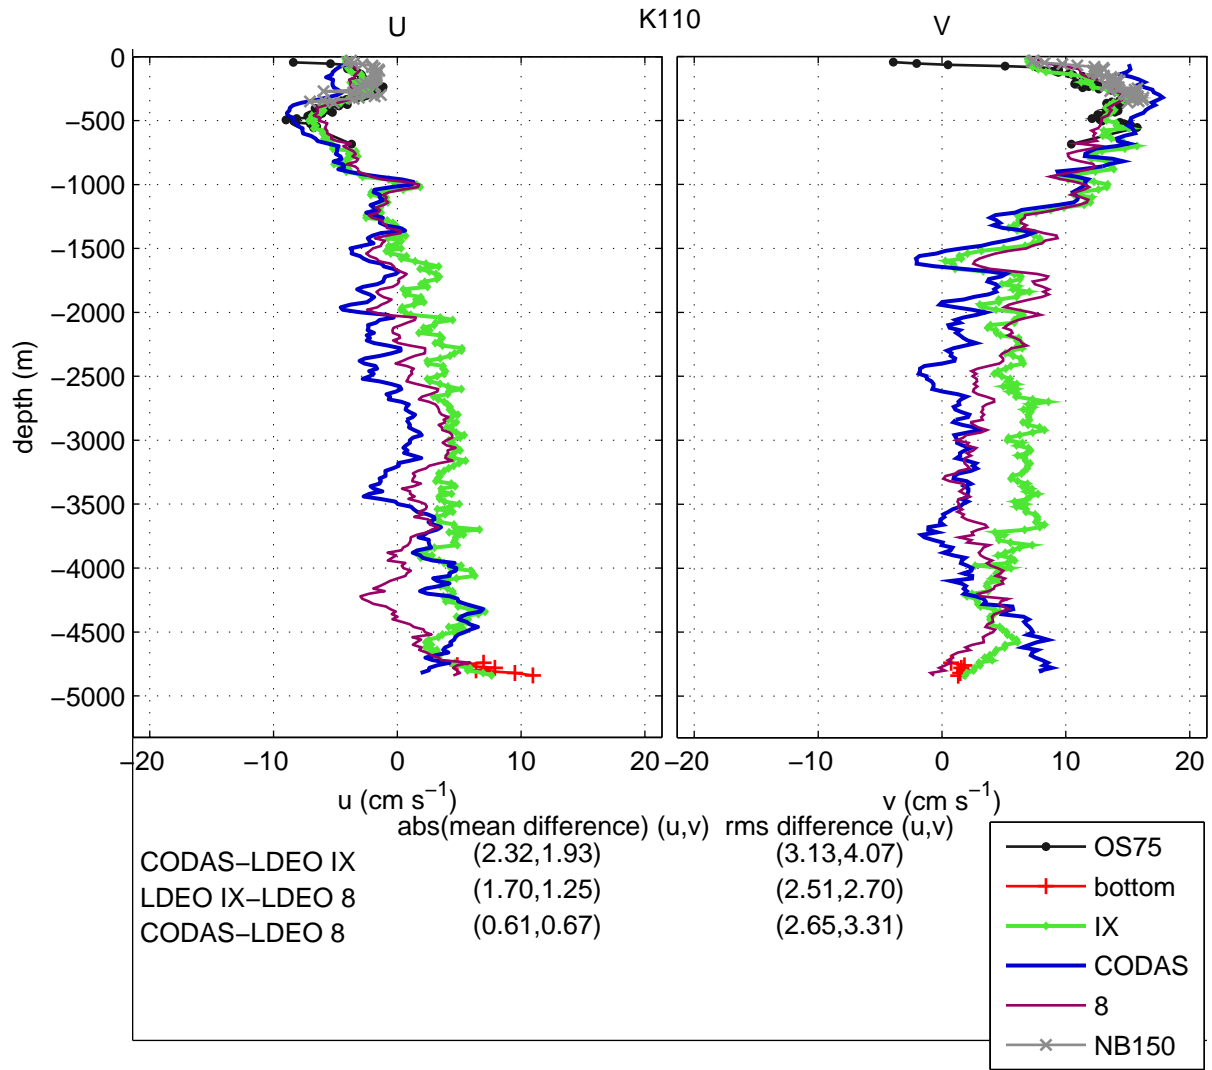 K110
U
V
0
−500
−1000
−1500
−2000
−2500
−3000
−3500
−4000
−4500
−5000
depth (m)
−20 −10 0 10 20
−20 −10 0 10 20
u (cm s⁻¹)
v (cm s⁻¹)
abs(mean difference) (u,v) rms difference (u,v)
CODAS−LDEO IX (2.32,1.93) (3.13,4.07)
LDEO IX−LDEO 8 (1.70,1.25) (2.51,2.70)
CODAS−LDEO 8 (0.61,0.67) (2.65,3.31)
OS75
bottom
IX
CODAS
8
NB150